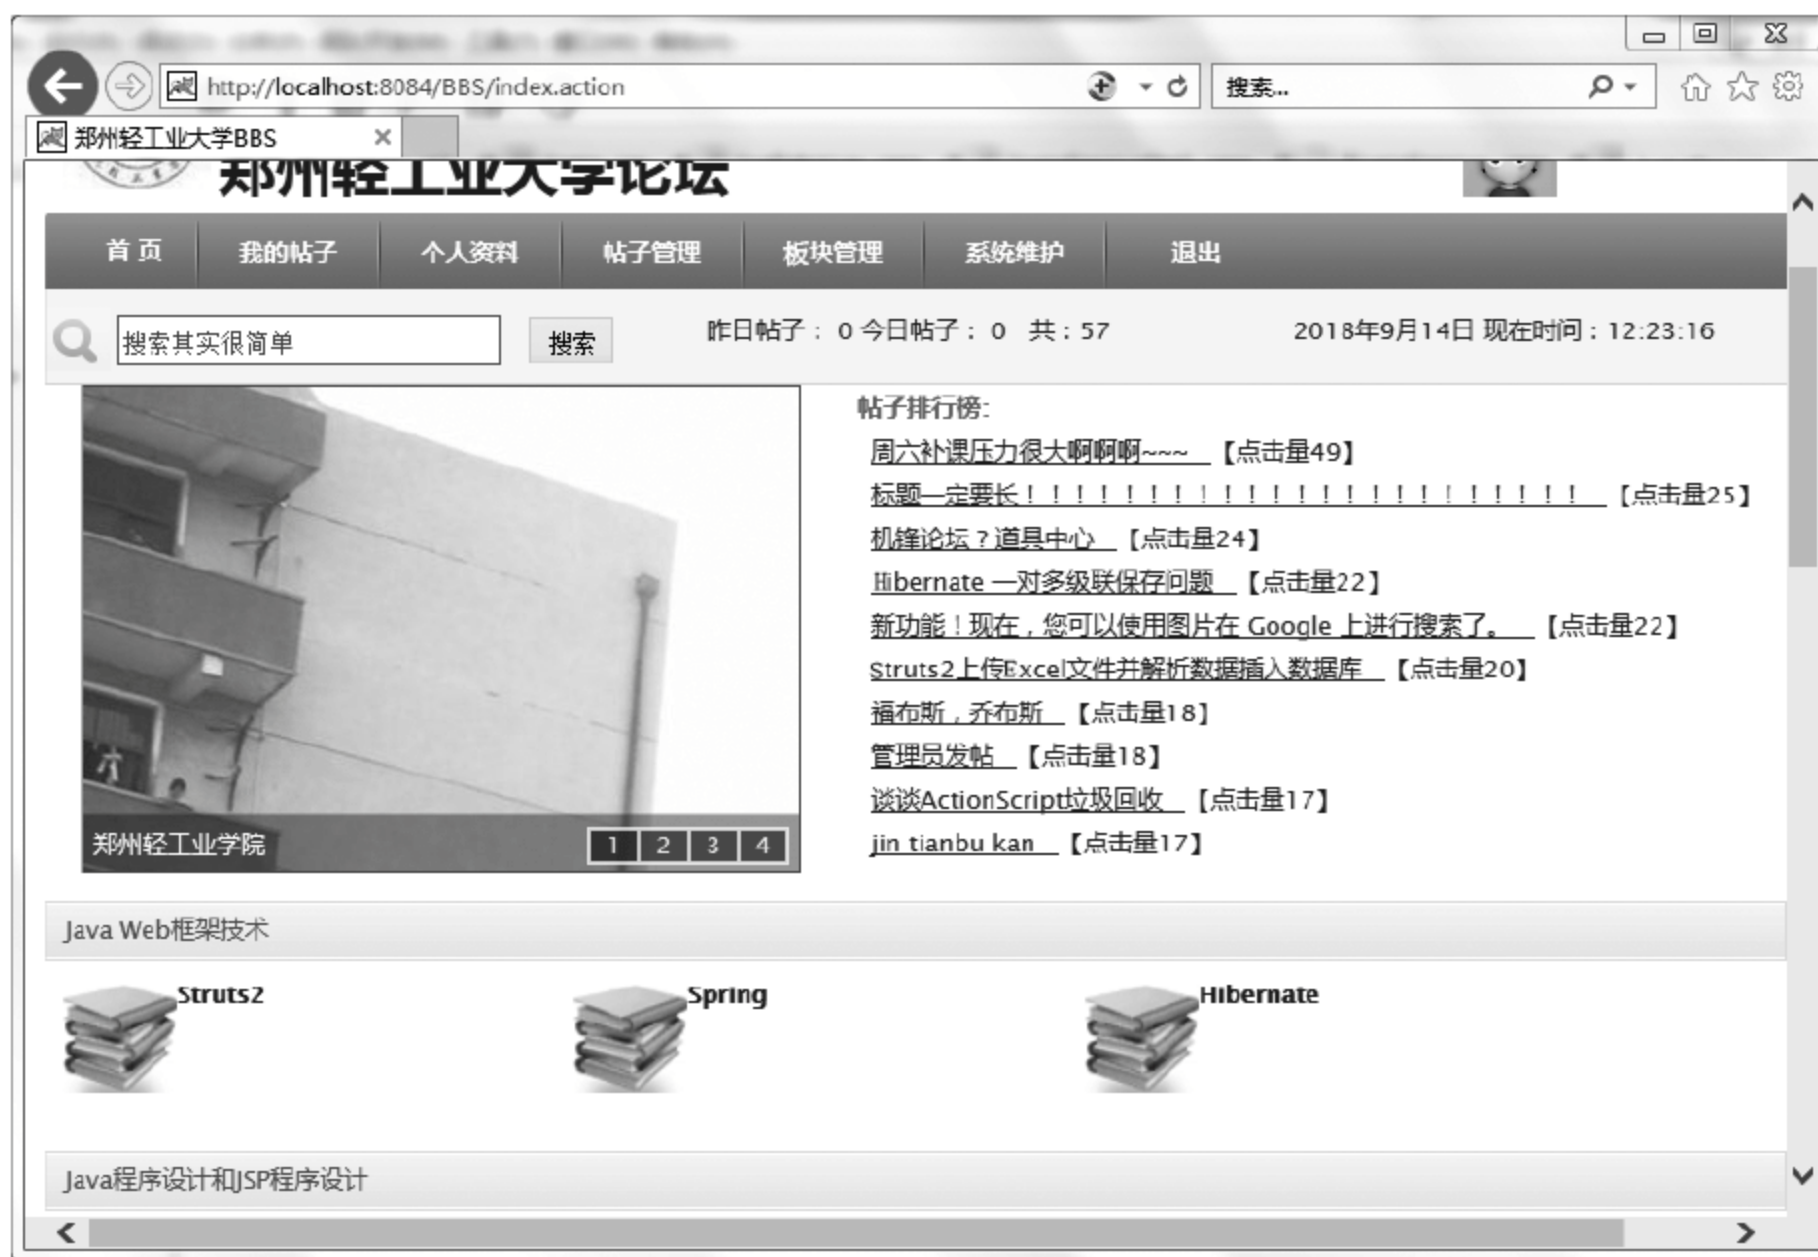 http://localhost:8084/BBS/index.action
搜索...
郑州轻工业大学BBS
郑州轻工业大学论坛
首 页 我的帖子 个人资料 帖子管理 板块管理 系统维护 退出
搜索其实很简单 搜索 昨日帖子： 0 今日帖子： 0 共：57 2018年9月14日 现在时间：12:23:16
帖子排行榜:
周六补课压力很大啊啊啊~~~ 【点击量49】
标题一定要长！！！！！！！！！！！！！！！！！！！！！！！ 【点击量25】
机锋论坛？道具中心 【点击量24】
Hibernate 一对多级联保存问题 【点击量22】
新功能！现在，您可以使用图片在 Google 上进行搜索了。 【点击量22】
Struts2上传Excel文件并解析数据插入数据库 【点击量20】
福布斯，乔布斯 【点击量18】
管理员发帖 【点击量18】
谈谈ActionScript垃圾回收 【点击量17】
jin tianbu kan 【点击量17】
郑州轻工业学院 1 2 3 4
Java Web框架技术
Struts2 Spring Hibernate
Java程序设计和JSP程序设计